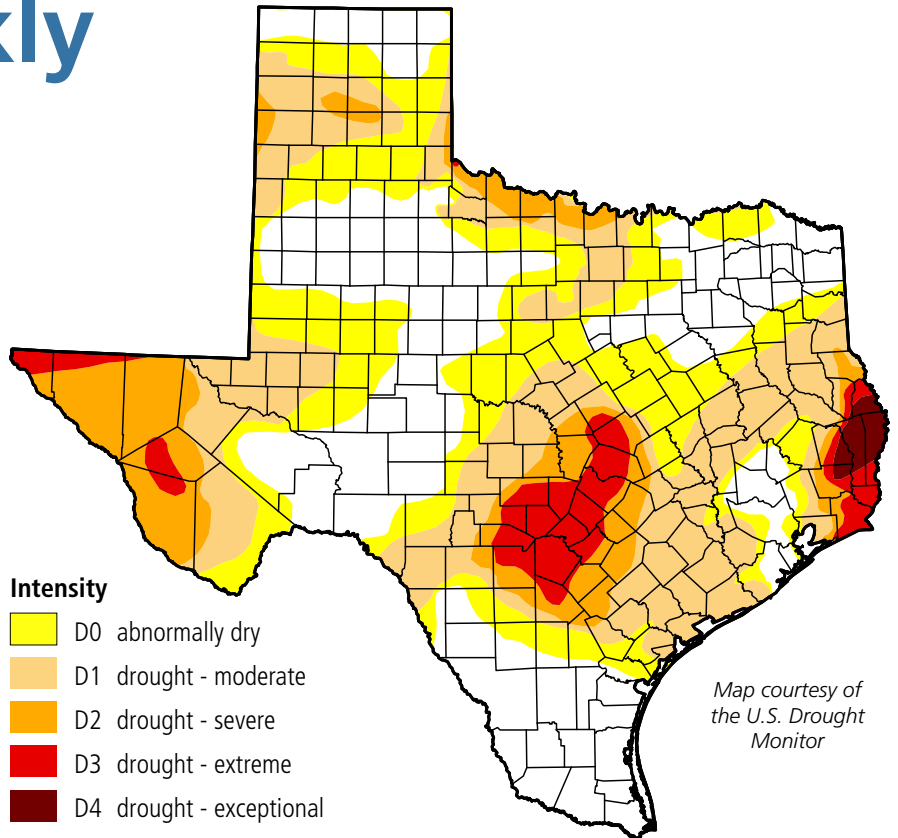 kly
Intensity
D0 abnormally dry
D1 drought - moderate
D2 drought - severe
D3 drought - extreme
D4 drought - exceptional
Map courtesy of
the U.S. Drought
Monitor